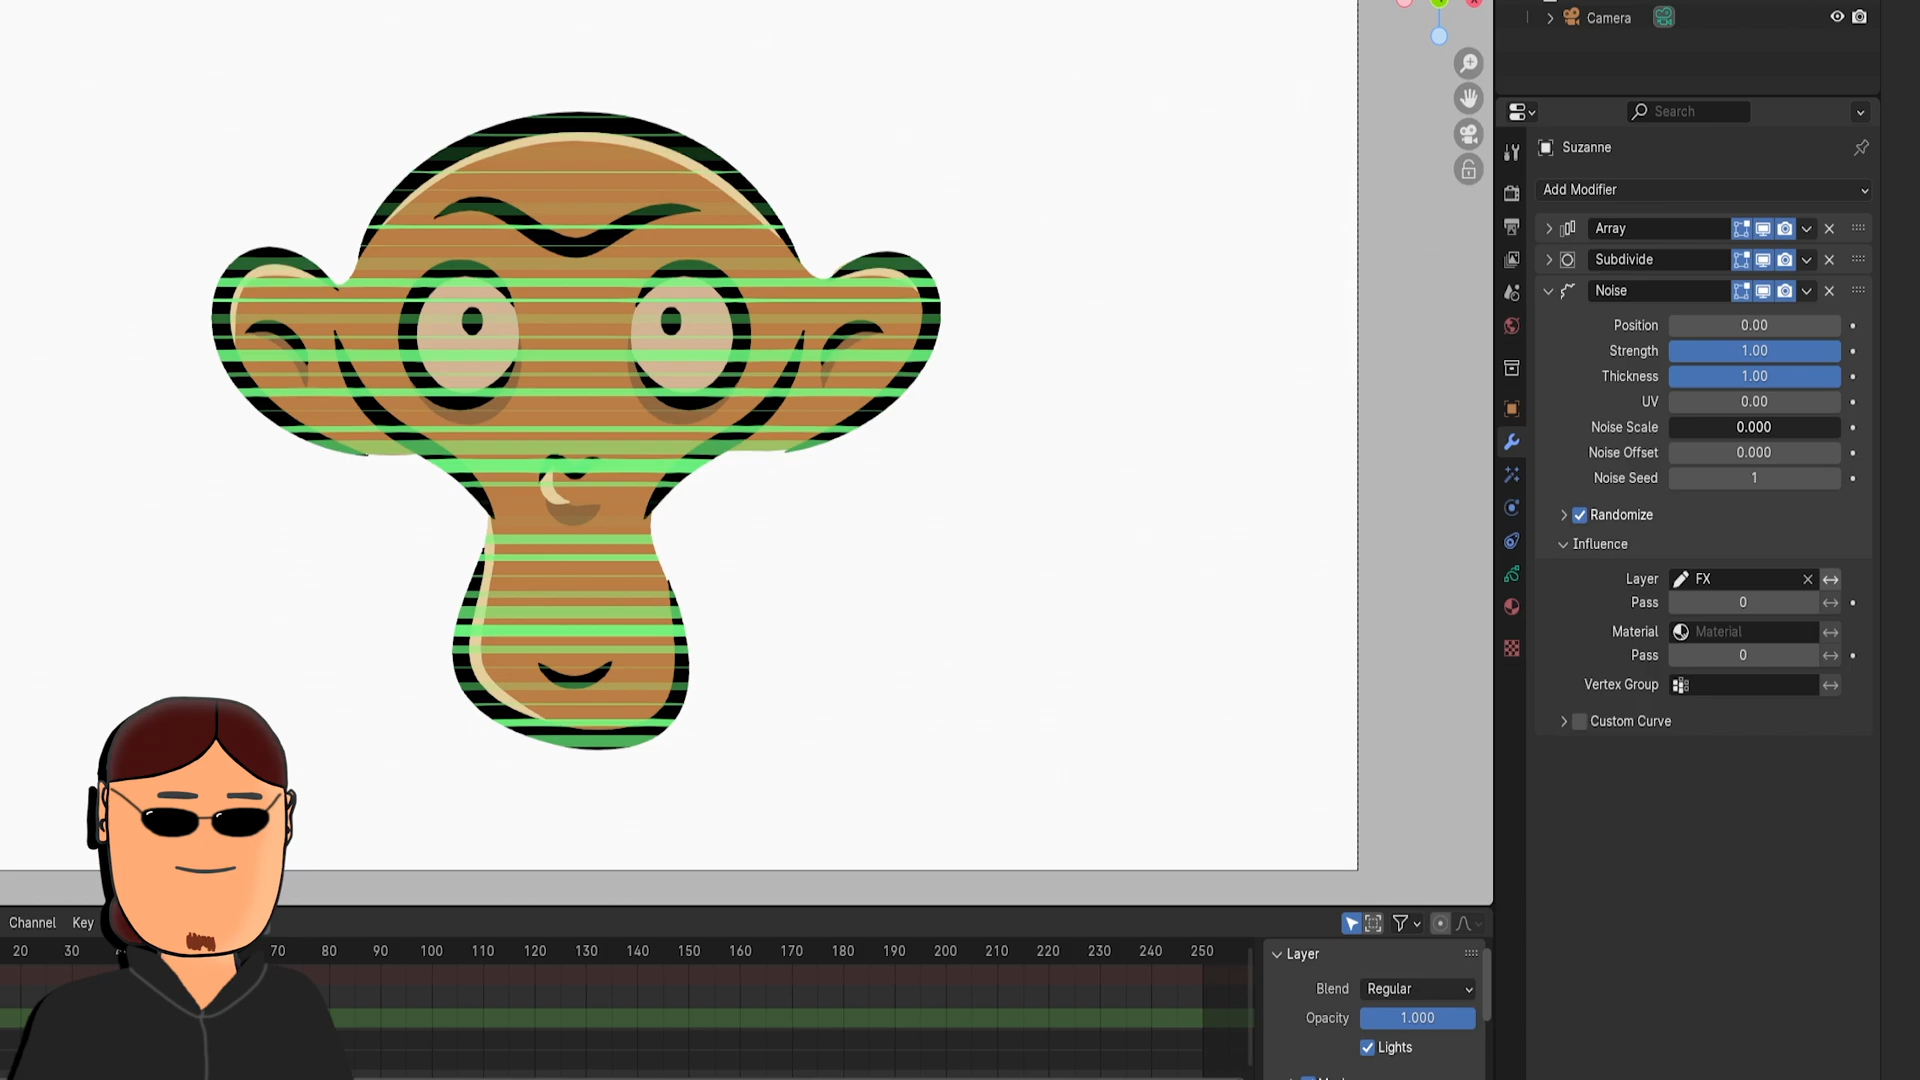 Camera
Search
Suzanne
Add Modifier
Array
Subdivide
Noise
Position 0.00
Strength 1.00
Thickness 1.00
UV 0.00
Noise Scale 0.000
Noise Offset 0.000
Noise Seed 1
Randomize
Influence
Layer FX
Pass 0
Material Material
Pass 0
Vertex Group
Custom Curve
Channel Key
20 30 70 80 90 100 110 120 130 140 150 160 170 180 190 200 210 220 230 240 250
Layer
Blend Regular
Opacity 1.000
Lights